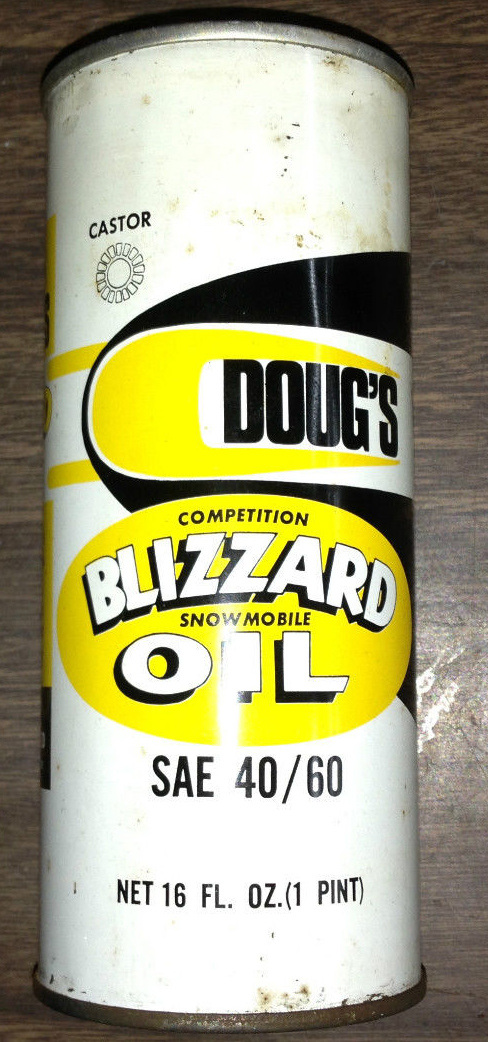 CASTOR
DOUG'S
COMPETITION
BLIZZARD
SNOWMOBILE
OIL
SAE 40/60
NET 16 FL. OZ.(1 PINT)